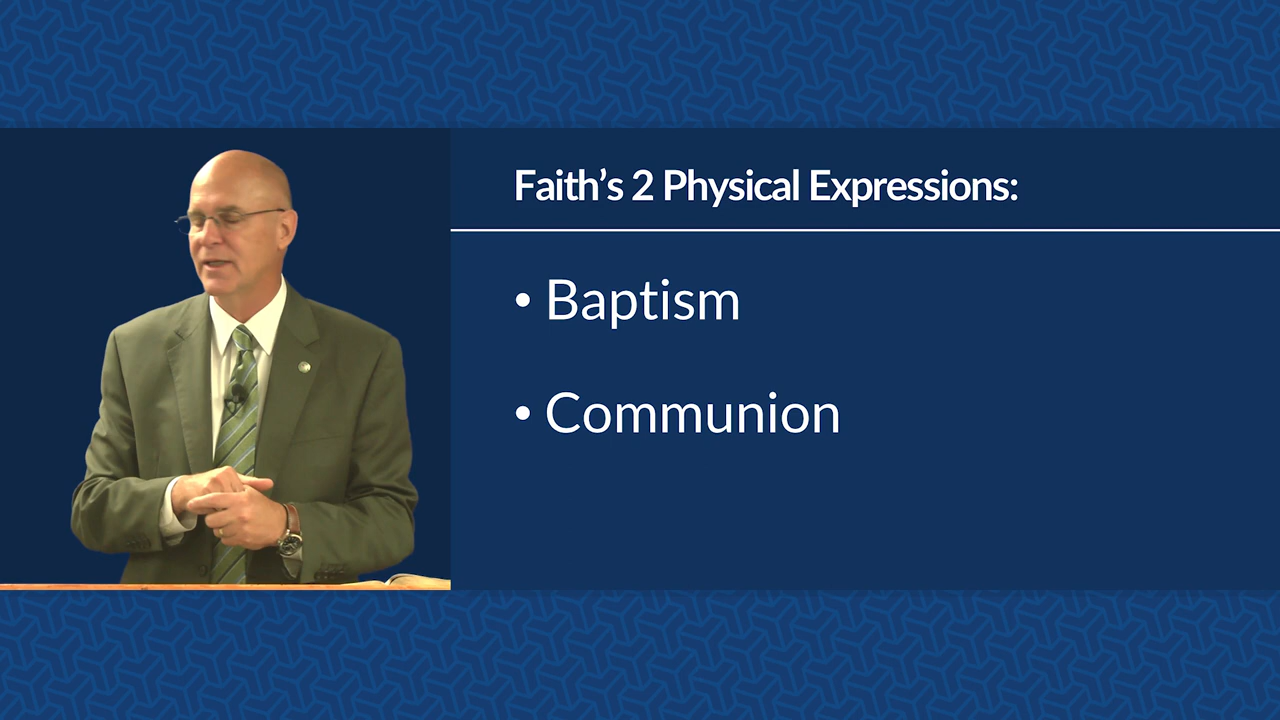 Faith’s 2 Physical Expressions:
• Baptism
• Communion